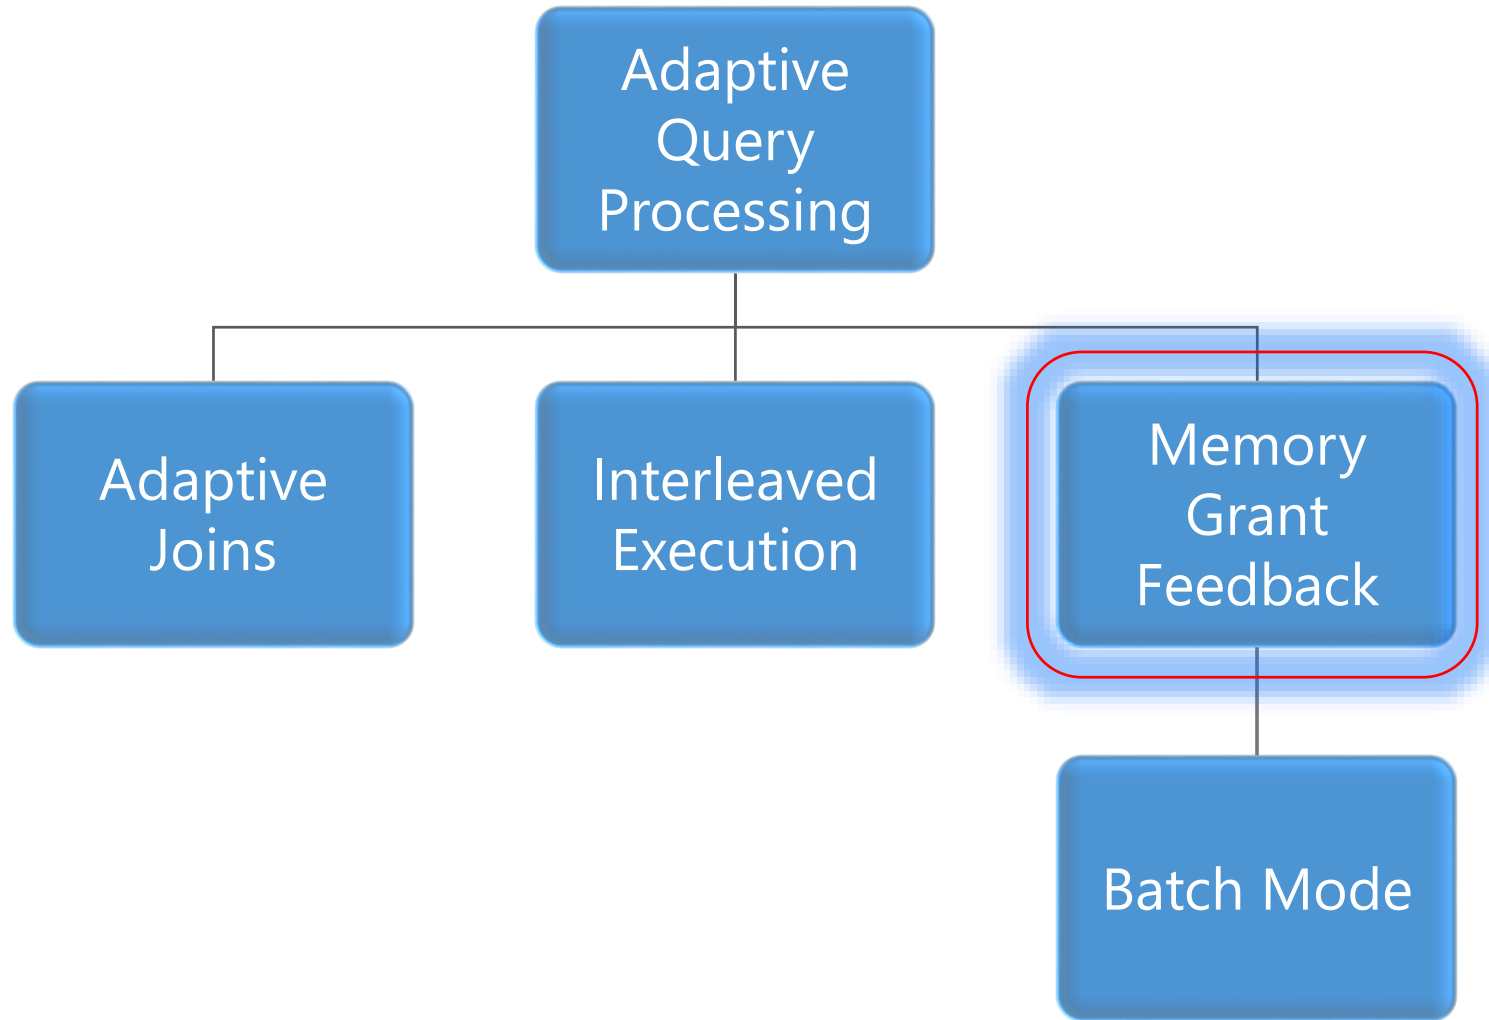 Adaptive
Query
Processing
Adaptive
Joins
Interleaved
Execution
Memory
Grant
Feedback
Batch Mode